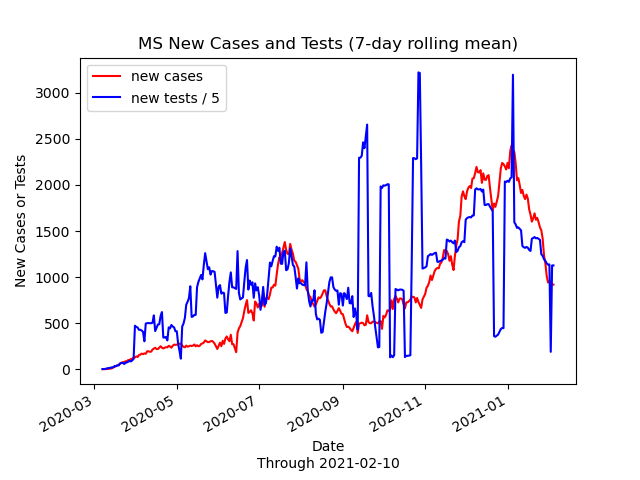 MS New Cases and Tests (7-day rolling mean)
new cases
new tests / 5
New Cases or Tests
3000
2500
2000
1500
1000
500
0
2020-03
2020-05
2020-07
2020-09
2020-11
2021-01
Date
Through 2021-02-10